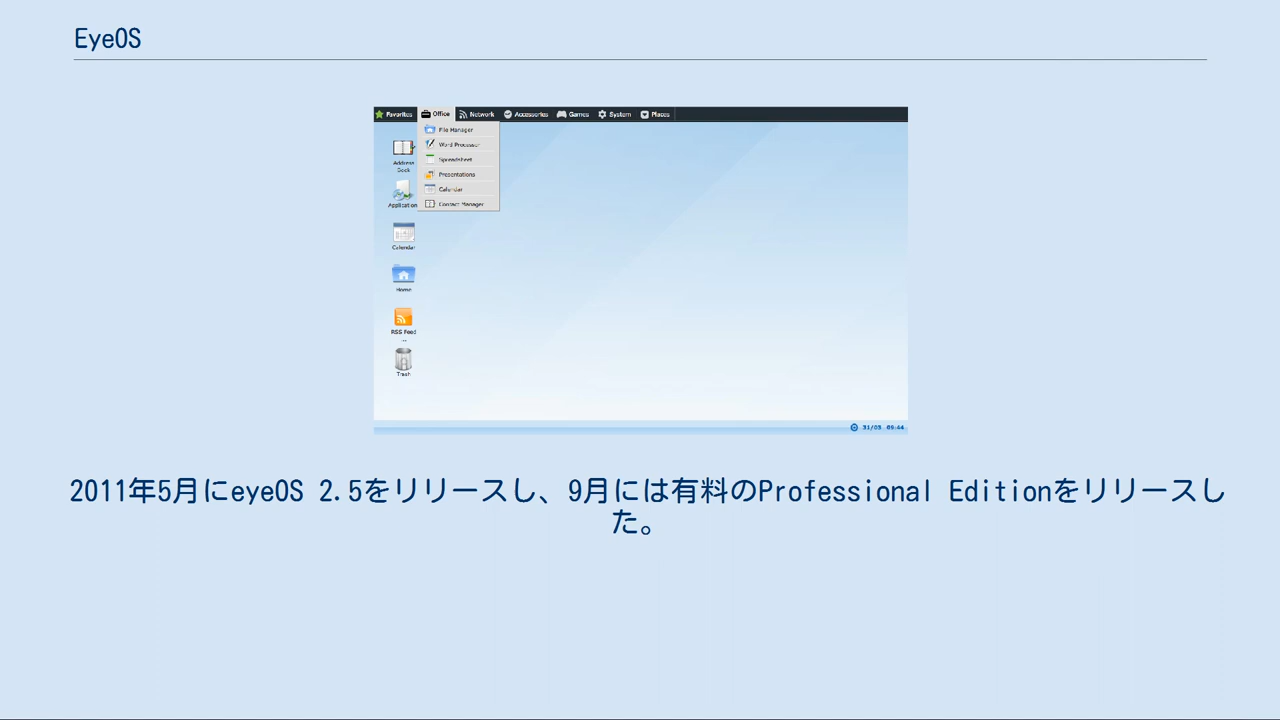 EyeOS
Favorites Office Network Accessories Games System Places
File Manager
Word Processor
Spreadsheet
Presentations
Calendar
Contact Manager
Address
Book
Application
Calendar
Home
RSS Feed
...
Trash
31/03 09:44
2011年5月にeyeOS 2.5をリリースし、9月には有料のProfessional Editionをリリースし
た。